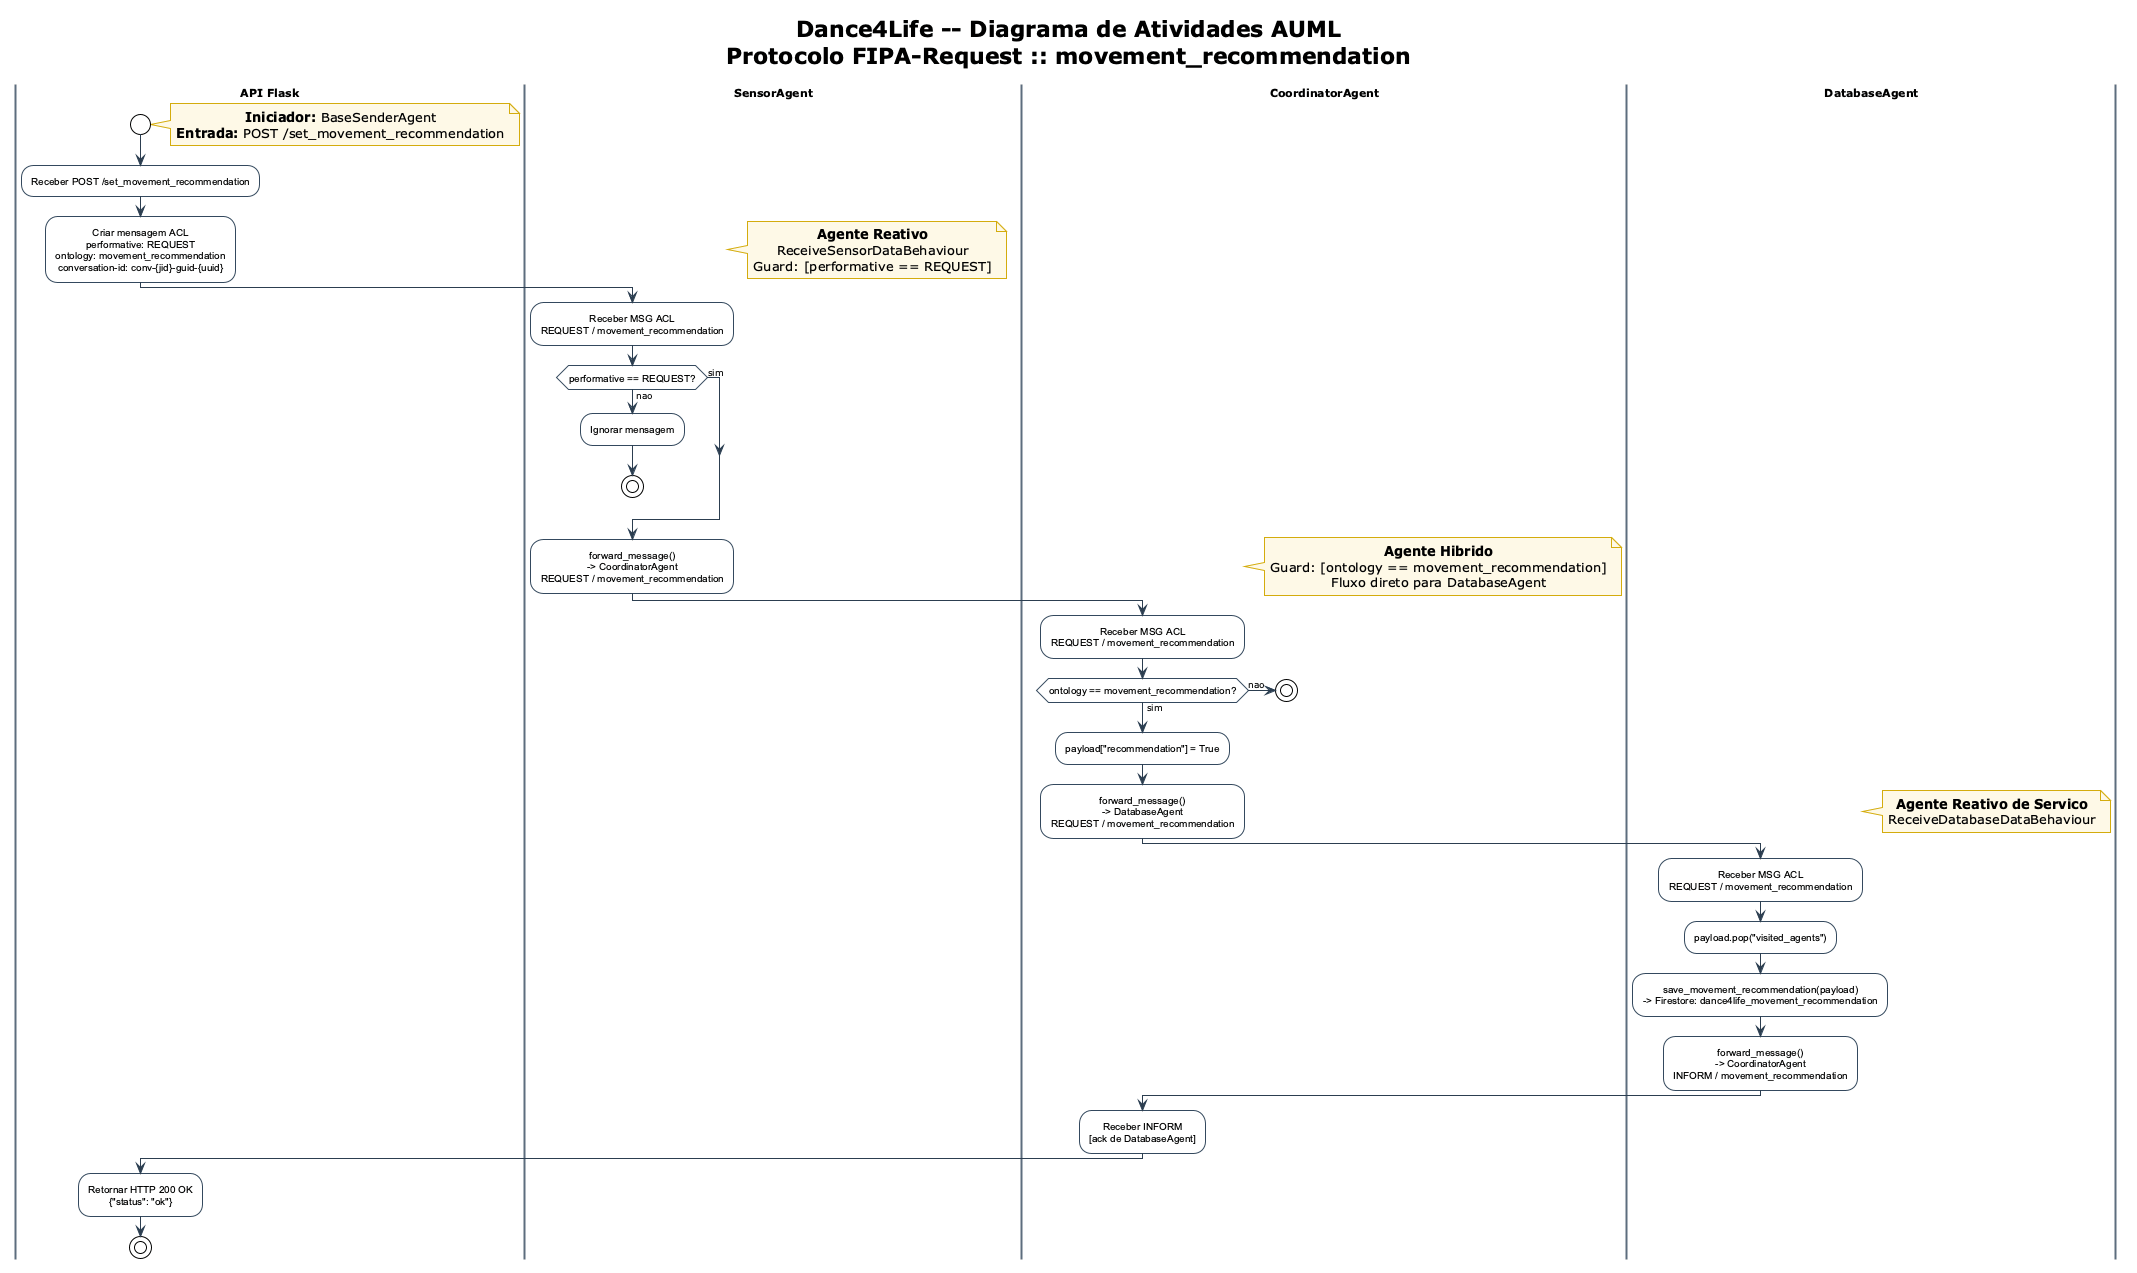 Dance4Life -- Diagrama de Atividades AUML
Protocolo FIPA-Request :: movement_recommendation
API Flask
SensorAgent
CoordinatorAgent
DatabaseAgent
Iniciador: BaseSenderAgent
Entrada: POST /set_movement_recommendation
Receber POST /set_movement_recommendation
Criar mensagem ACL
performative: REQUEST
ontology: movement_recommendation
conversation-id: conv-{jid}-guid-{uuid}
Agente Reativo
ReceiveSensorDataBehaviour
Guard: [performative == REQUEST]
Receber MSG ACL
REQUEST / movement_recommendation
performative == REQUEST?
sim
nao
Ignorar mensagem
forward_message()
-> CoordinatorAgent
REQUEST / movement_recommendation
Agente Hibrido
Guard: [ontology == movement_recommendation]
Fluxo direto para DatabaseAgent
Receber MSG ACL
REQUEST / movement_recommendation
ontology == movement_recommendation?
nao
sim
payload["recommendation"] = True
forward_message()
-> DatabaseAgent
REQUEST / movement_recommendation
Agente Reativo de Servico
ReceiveDatabaseDataBehaviour
Receber MSG ACL
REQUEST / movement_recommendation
payload.pop("visited_agents")
save_movement_recommendation(payload)
-> Firestore: dance4life_movement_recommendation
forward_message()
-> CoordinatorAgent
INFORM / movement_recommendation
Receber INFORM
[ack de DatabaseAgent]
Retornar HTTP 200 OK
{"status": "ok"}